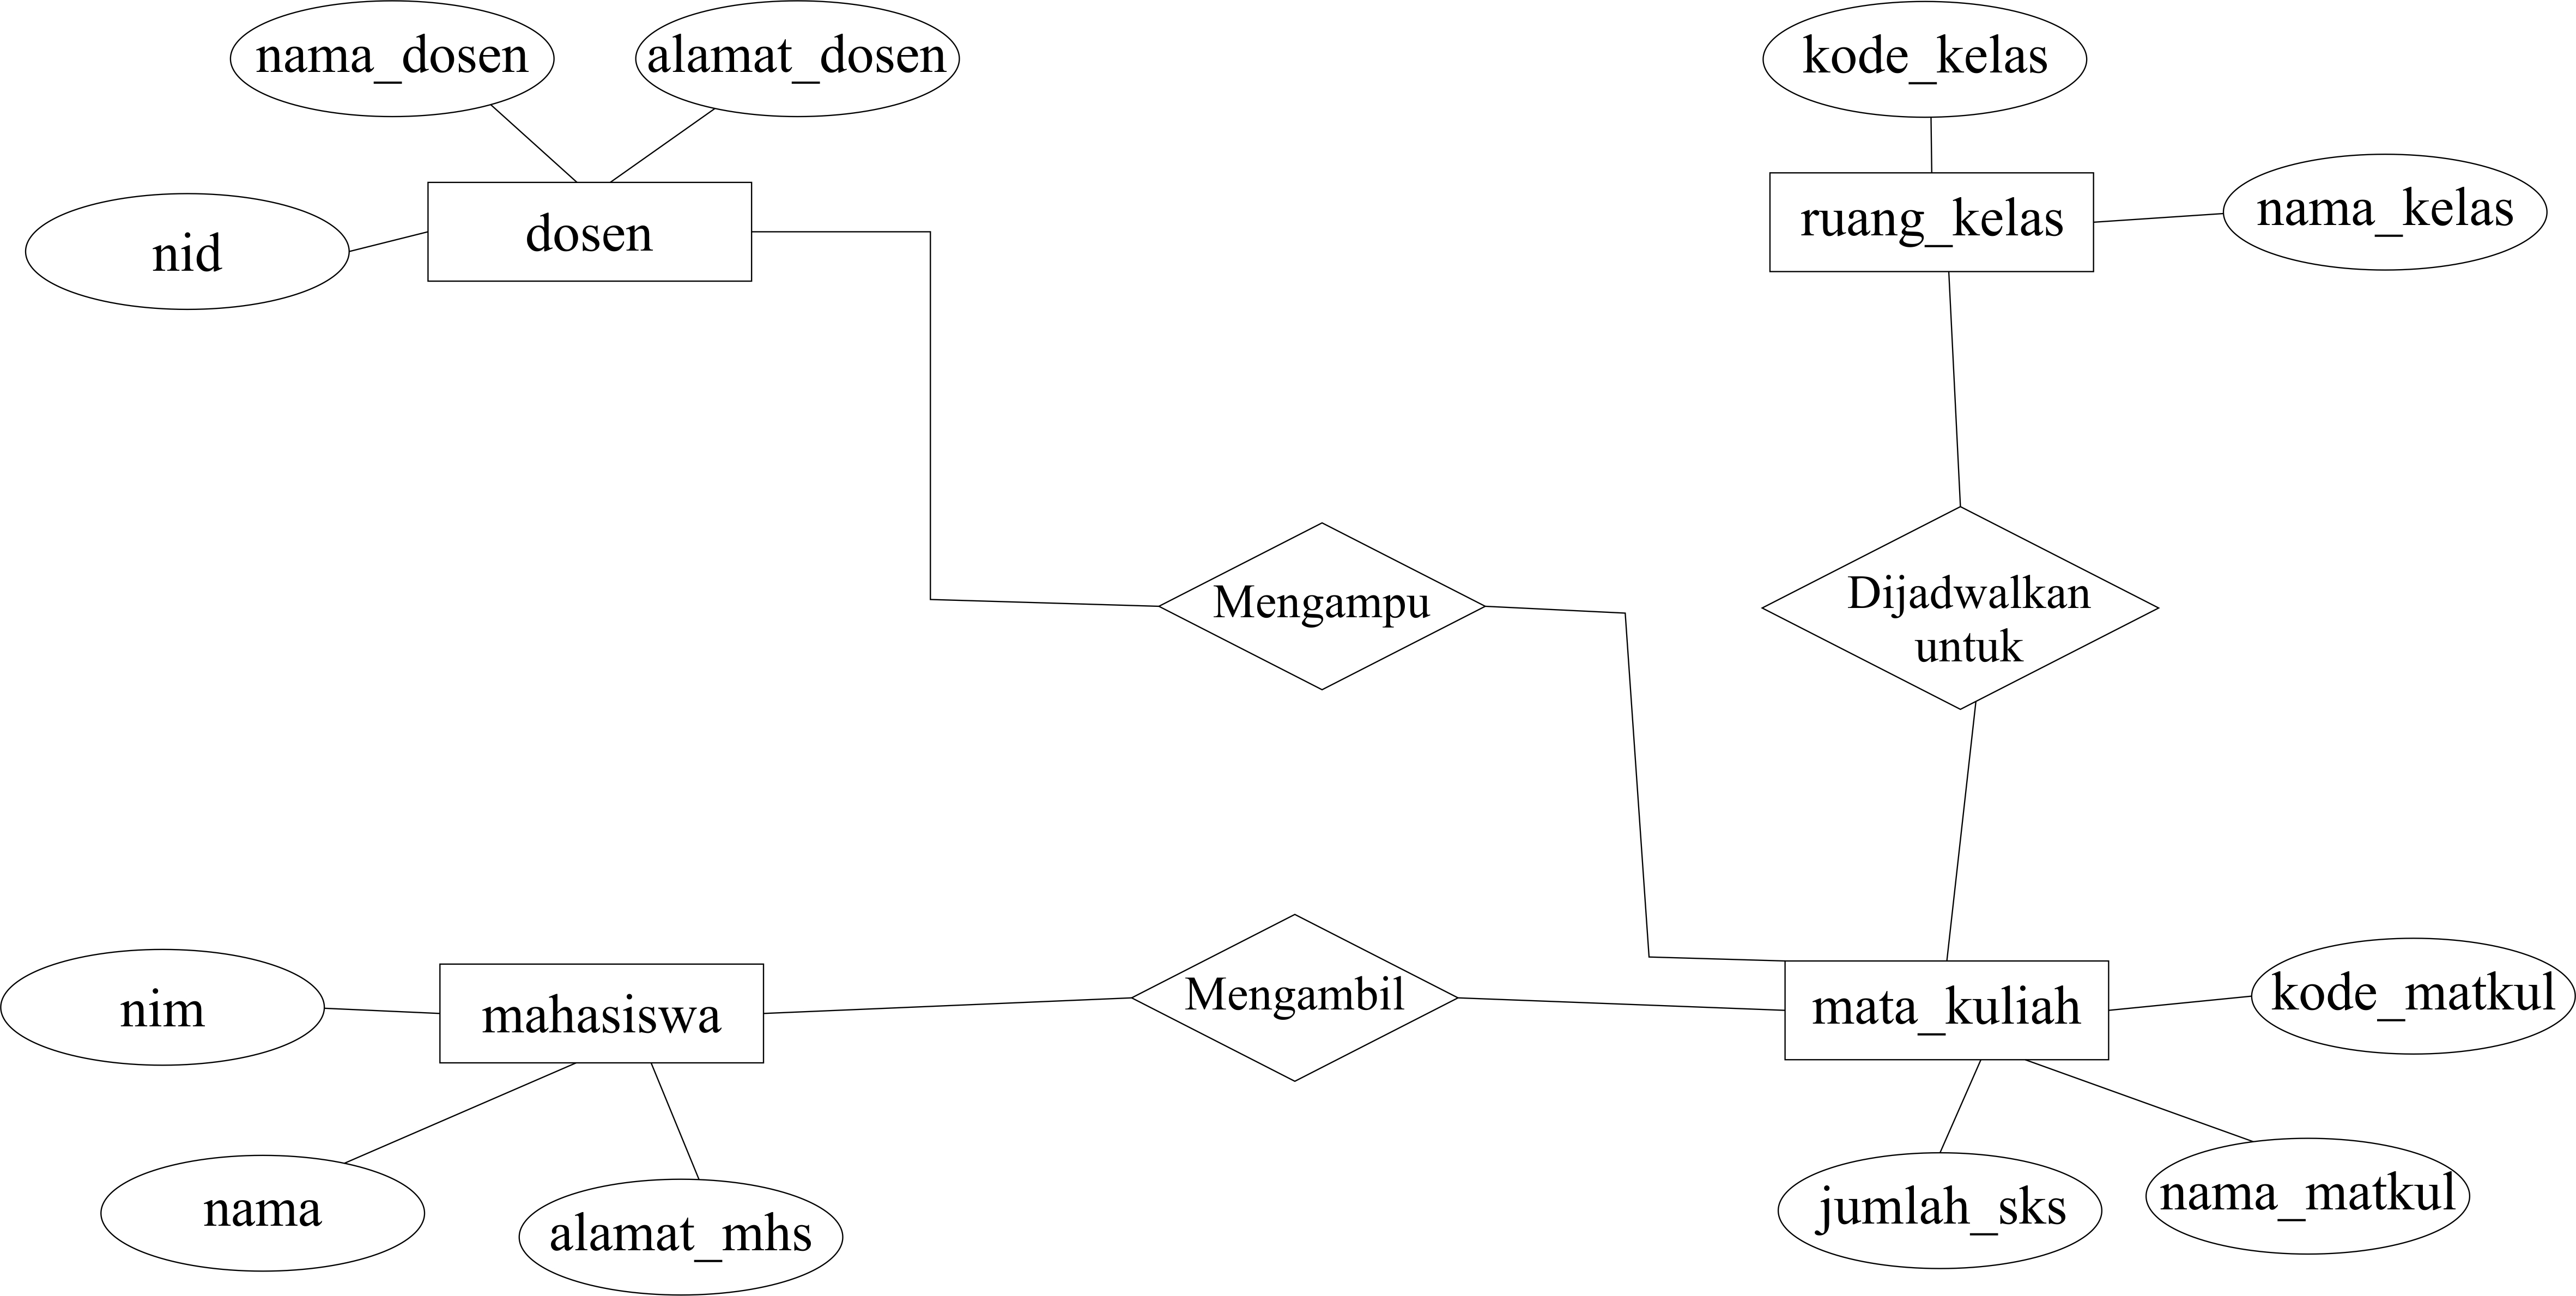 nama_dosen
alamat_dosen
kode_kelas
nid
dosen
ruang_kelas
nama_kelas
Mengampu
Dijadwalkan
untuk
nim
mahasiswa
Mengambil
mata_kuliah
kode_matkul
nama
alamat_mhs
jumlah_sks
nama_matkul